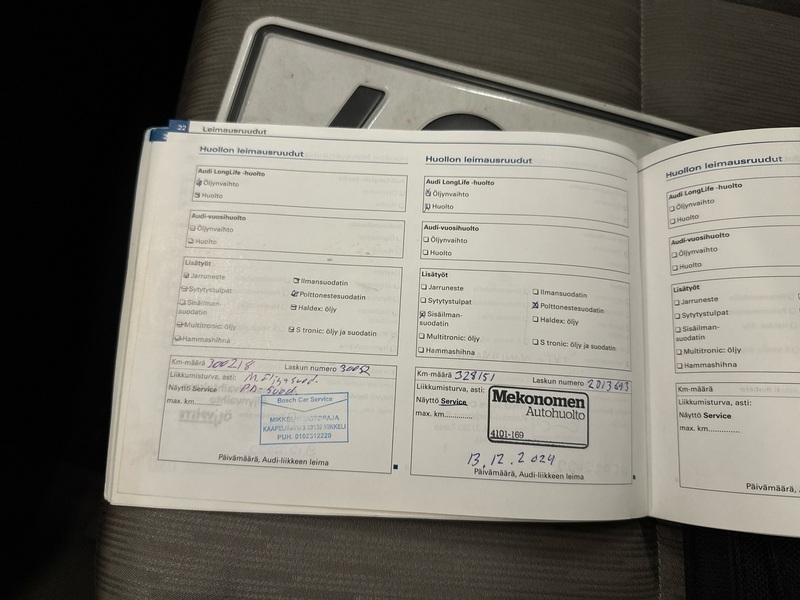 22 Leimausruudut
Huollon leimausruudut
Audi LongLife -huolto
Öljynvaihto
Huolto
Audi-vuosihuolto
Öljynvaihto
Huolto
Lisätyöt
Jarruneste
Sytytystulpat
Sisäilman-
suodatin
Multitronic: öljy
Hammashihna
Ilmansuodatin
Polttonestesuodatin
Haldex: öljy
S tronic: öljy ja suodatin
Km-määrä 300218 Laskun numero 30052
Liikkumisturva, asti:
Näyttö Service
max. km
Bosch Car Service
PUH. 0102312220
Päivämäärä, Audi-liikkeen leima
Huollon leimausruudut
Audi LongLife -huolto
Öljynvaihto
Huolto
Audi-vuosihuolto
Öljynvaihto
Huolto
Lisätyöt
Jarruneste
Sytytystulpat
Sisäilman-
suodatin
Multitronic: öljy
Hammashihna
Ilmansuodatin
Polttonestesuodatin
Haldex: öljy
S tronic: öljy ja suodatin
Km-määrä 328151 Laskun numero 2013643
Liikkumisturva, asti:
Näyttö Service
max. km..............
Mekonomen
Autohuolto
4101-169
13.12.2024
Päivämäärä, Audi-liikkeen leima
Huollon leimausruudut
Audi LongLife -huolto
Öljynvaihto
Huolto
Audi-vuosihuolto
Öljynvaihto
Huolto
Lisätyöt
Jarruneste
Sytytystulpat
Sisäilman-
suodatin
Multitronic: öljy
Hammashihna
Km-määrä
Liikkumisturva, asti:
Näyttö Service
max. km..............
Päivämäärä, Aud